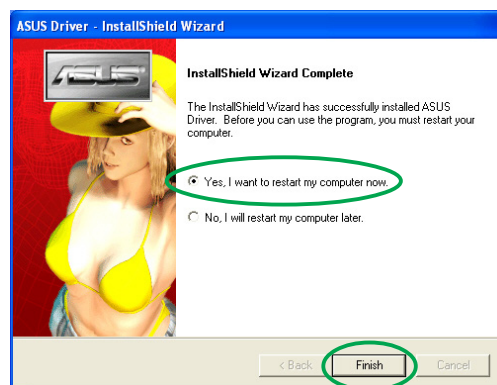 ASUS Driver - InstallShield Wizard
ASUS
InstallShield Wizard Complete
The InstallShield Wizard has successfully installed ASUS
Driver. Before you can use the program, you must restart your
computer.
Yes, I want to restart my computer now.
No, I will restart my computer later.
< Back Finish Cancel